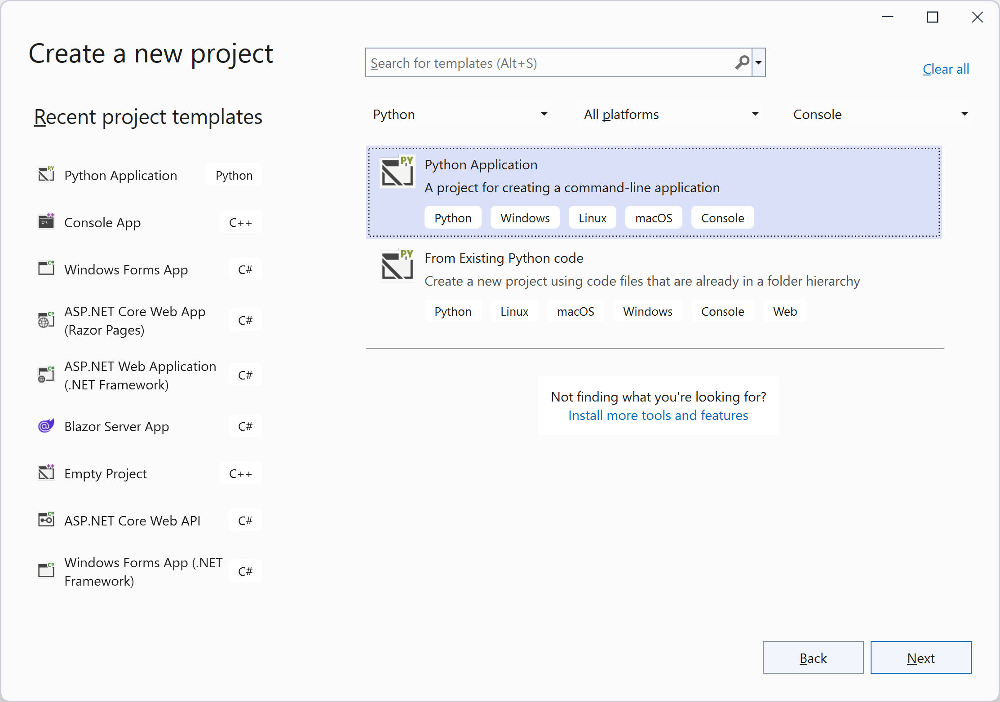 Create a new project
Search for templates (Alt+S)
Clear all
Recent project templates
Python
All platforms
Console
Python Application
Python
Console App
C++
Windows Forms App
C#
ASP.NET Core Web App
(Razor Pages)
C#
ASP.NET Web Application
(.NET Framework)
C#
Blazor Server App
C#
Empty Project
C++
ASP.NET Core Web API
C#
Windows Forms App (.NET
Framework)
C#
PY
Python Application
A project for creating a command-line application
Python Windows Linux macOS Console
PY
From Existing Python code
Create a new project using code files that are already in a folder hierarchy
Python Linux macOS Windows Console Web
Not finding what you're looking for?
Install more tools and features
Back
Next